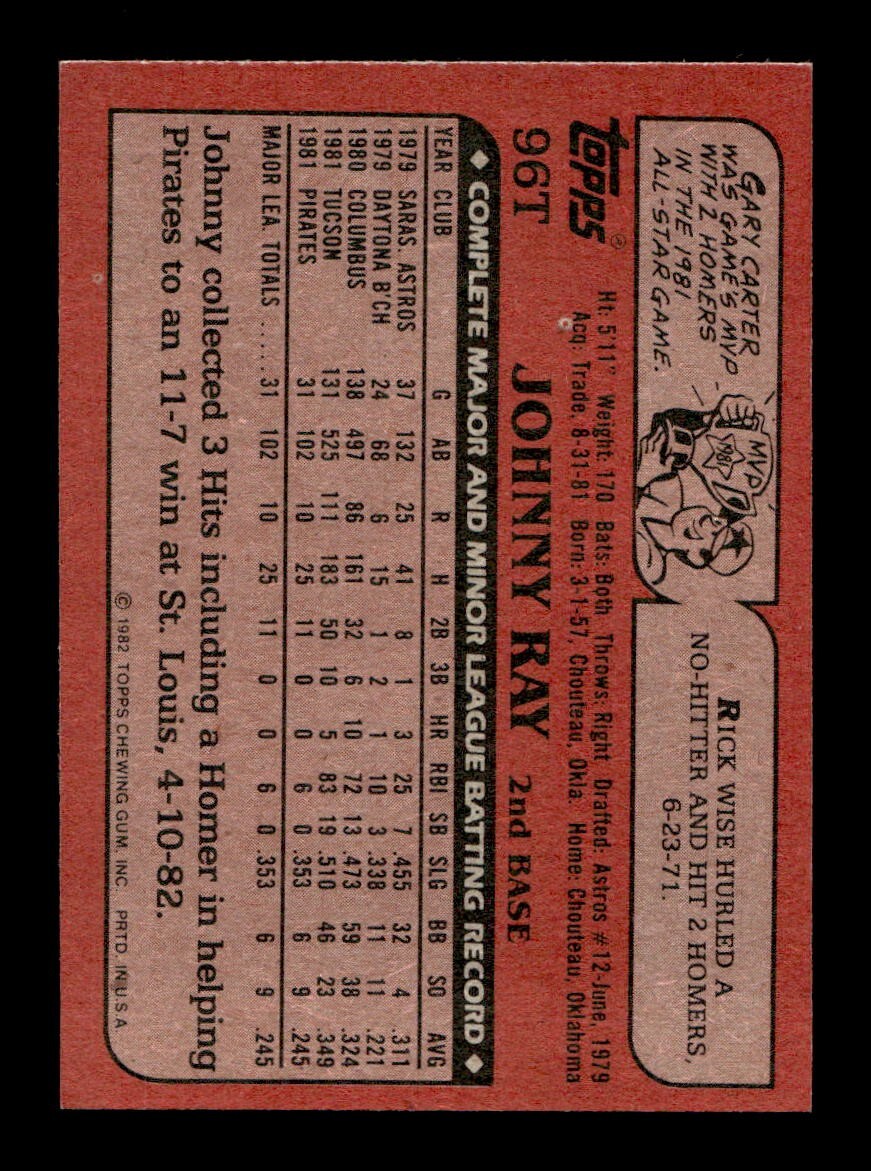 GARY CARTER
WAS GAME'S MVP
WITH 2 HOMERS
IN THE 1981
ALL-STAR GAME.
MVP
1981
RICK WISE HURLED A
NO-HITTER AND HIT 2 HOMERS,
6-23-71.
TOPPS®
Ht: 5'11" Weight: 170 Bats: Both Throws: Right Drafted: Astros #12-June, 1979
Acq: Trade, 8-31-81 Born: 3-1-57, Chouteau, Okla. Home: Chouteau, Oklahoma
96T JOHNNY RAY 2nd BASE
◆ COMPLETE MAJOR AND MINOR LEAGUE BATTING RECORD ◆
YEAR CLUB G AB R H 2B 3B HR RBI SB SLG BB SO AVG
1979 SARAS. ASTROS 37 132 25 41 8 1 3 25 7 .455 32 4 .311
1979 DAYTONA B'CH 24 68 6 15 1 2 1 10 3 .338 11 11 .221
1980 COLUMBUS 138 497 86 161 32 6 10 72 13 .473 59 38 .324
1981 TUCSON 131 525 111 183 50 10 5 83 19 .510 46 23 .349
1981 PIRATES 31 102 10 25 11 0 0 6 0 .353 6 9 .245
MAJOR LEA. TOTALS ..... 31 102 10 25 11 0 0 6 0 .353 6 9 .245
Johnny collected 3 Hits including a Homer in helping
Pirates to an 11-7 win at St. Louis, 4-10-82.
© 1982 TOPPS CHEWING GUM, INC. PRTD. IN U.S.A.